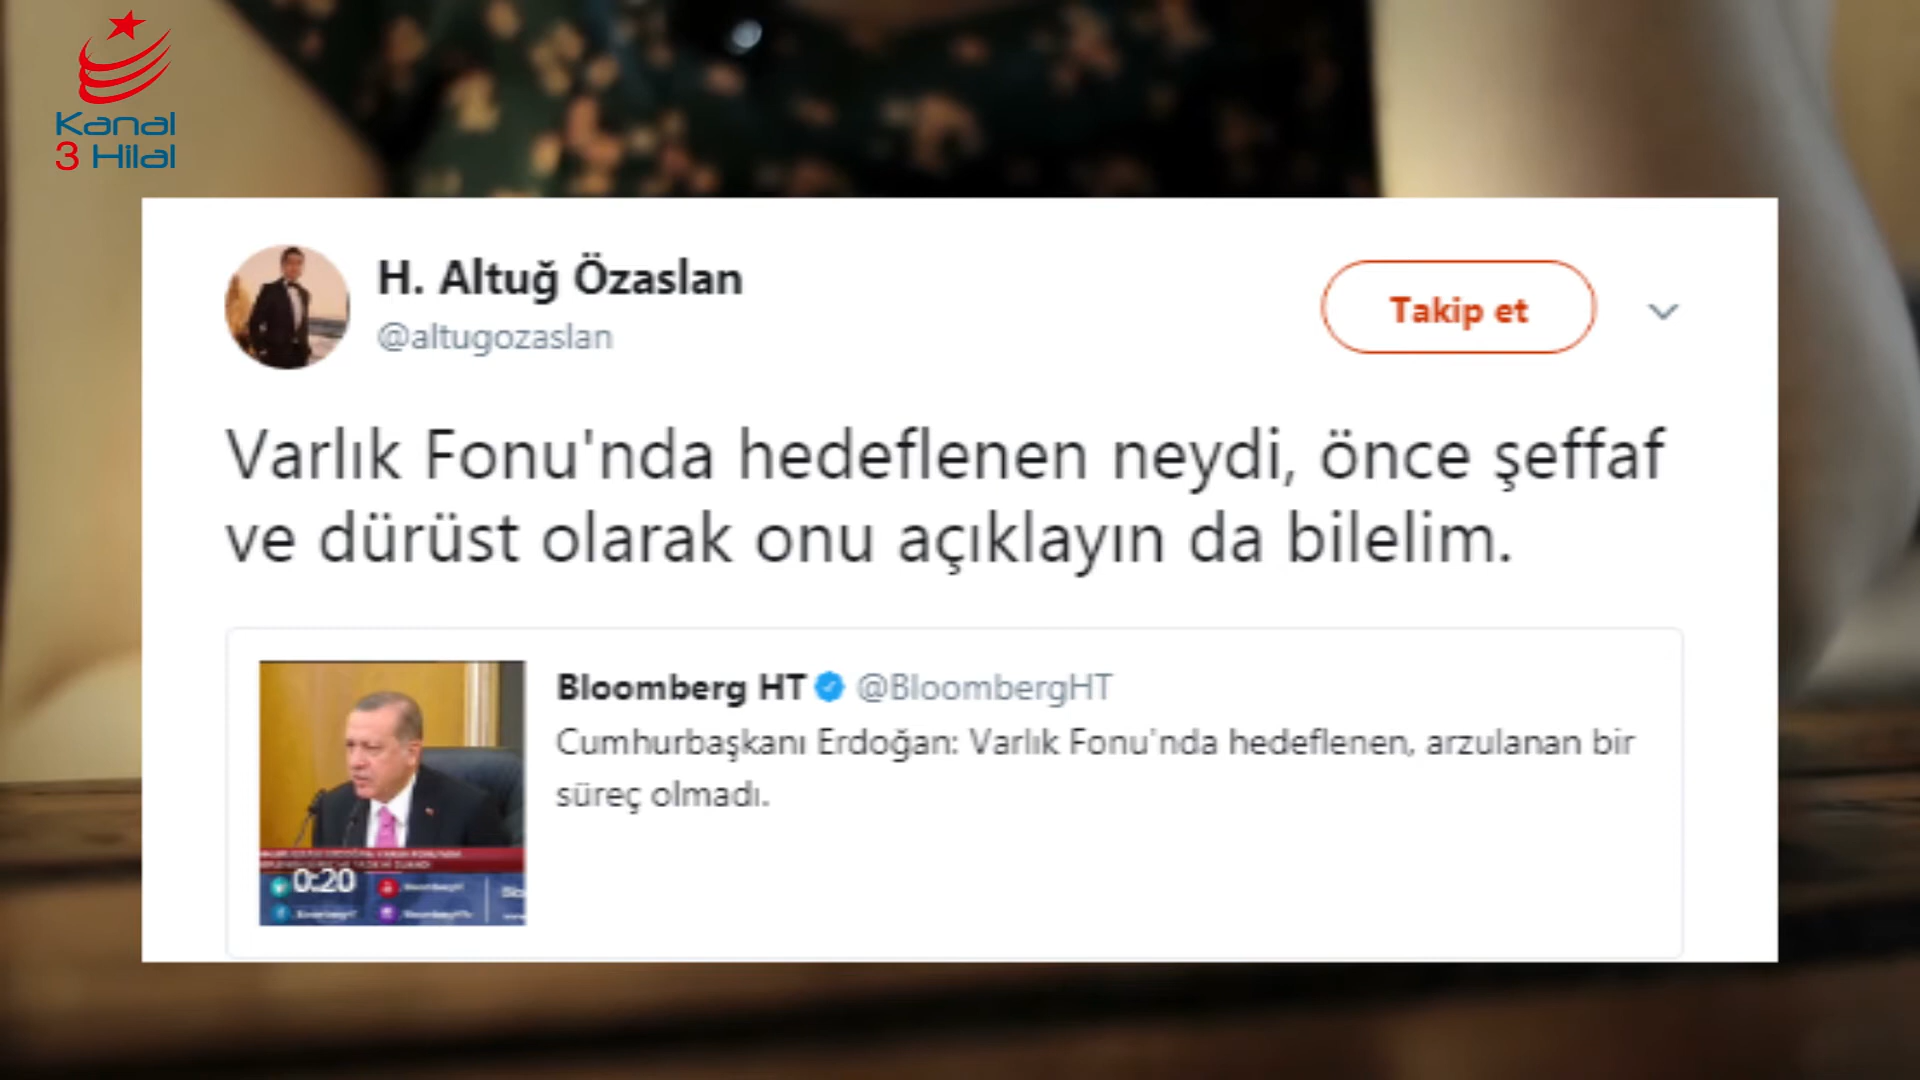 Kanal
3 Hilal
H. Altuğ Özaslan
@altugozaslan
Takip et
Varlık Fonu'nda hedeflenen neydi, önce şeffaf
ve dürüst olarak onu açıklayın da bilelim.
Bloomberg HT @BloombergHT
Cumhurbaşkanı Erdoğan: Varlık Fonu'nda hedeflenen, arzulanan bir
süreç olmadı.
0:20